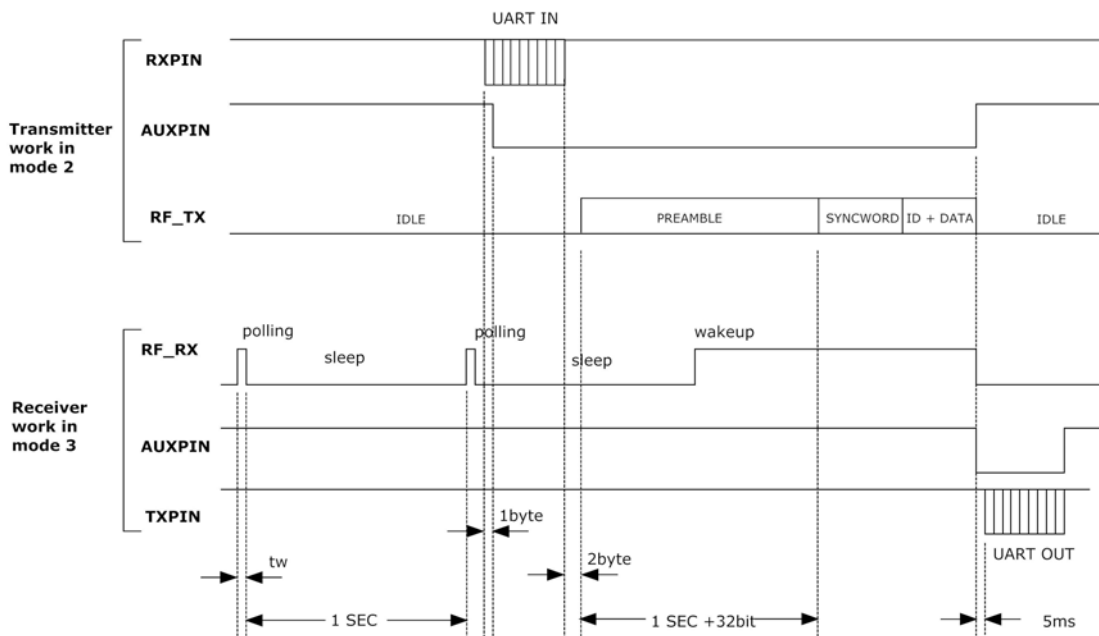 UART IN
RXPIN
Transmitter
work in
mode 2
AUXPIN
RF_TX
IDLE
PREAMBLE
SYNCWORD
ID + DATA
IDLE
polling
polling
wakeup
RF_RX
sleep
sleep
Receiver
work in
mode 3
AUXPIN
TXPIN
1byte
UART OUT
tw
2byte
1 SEC
1 SEC +32bit
5ms